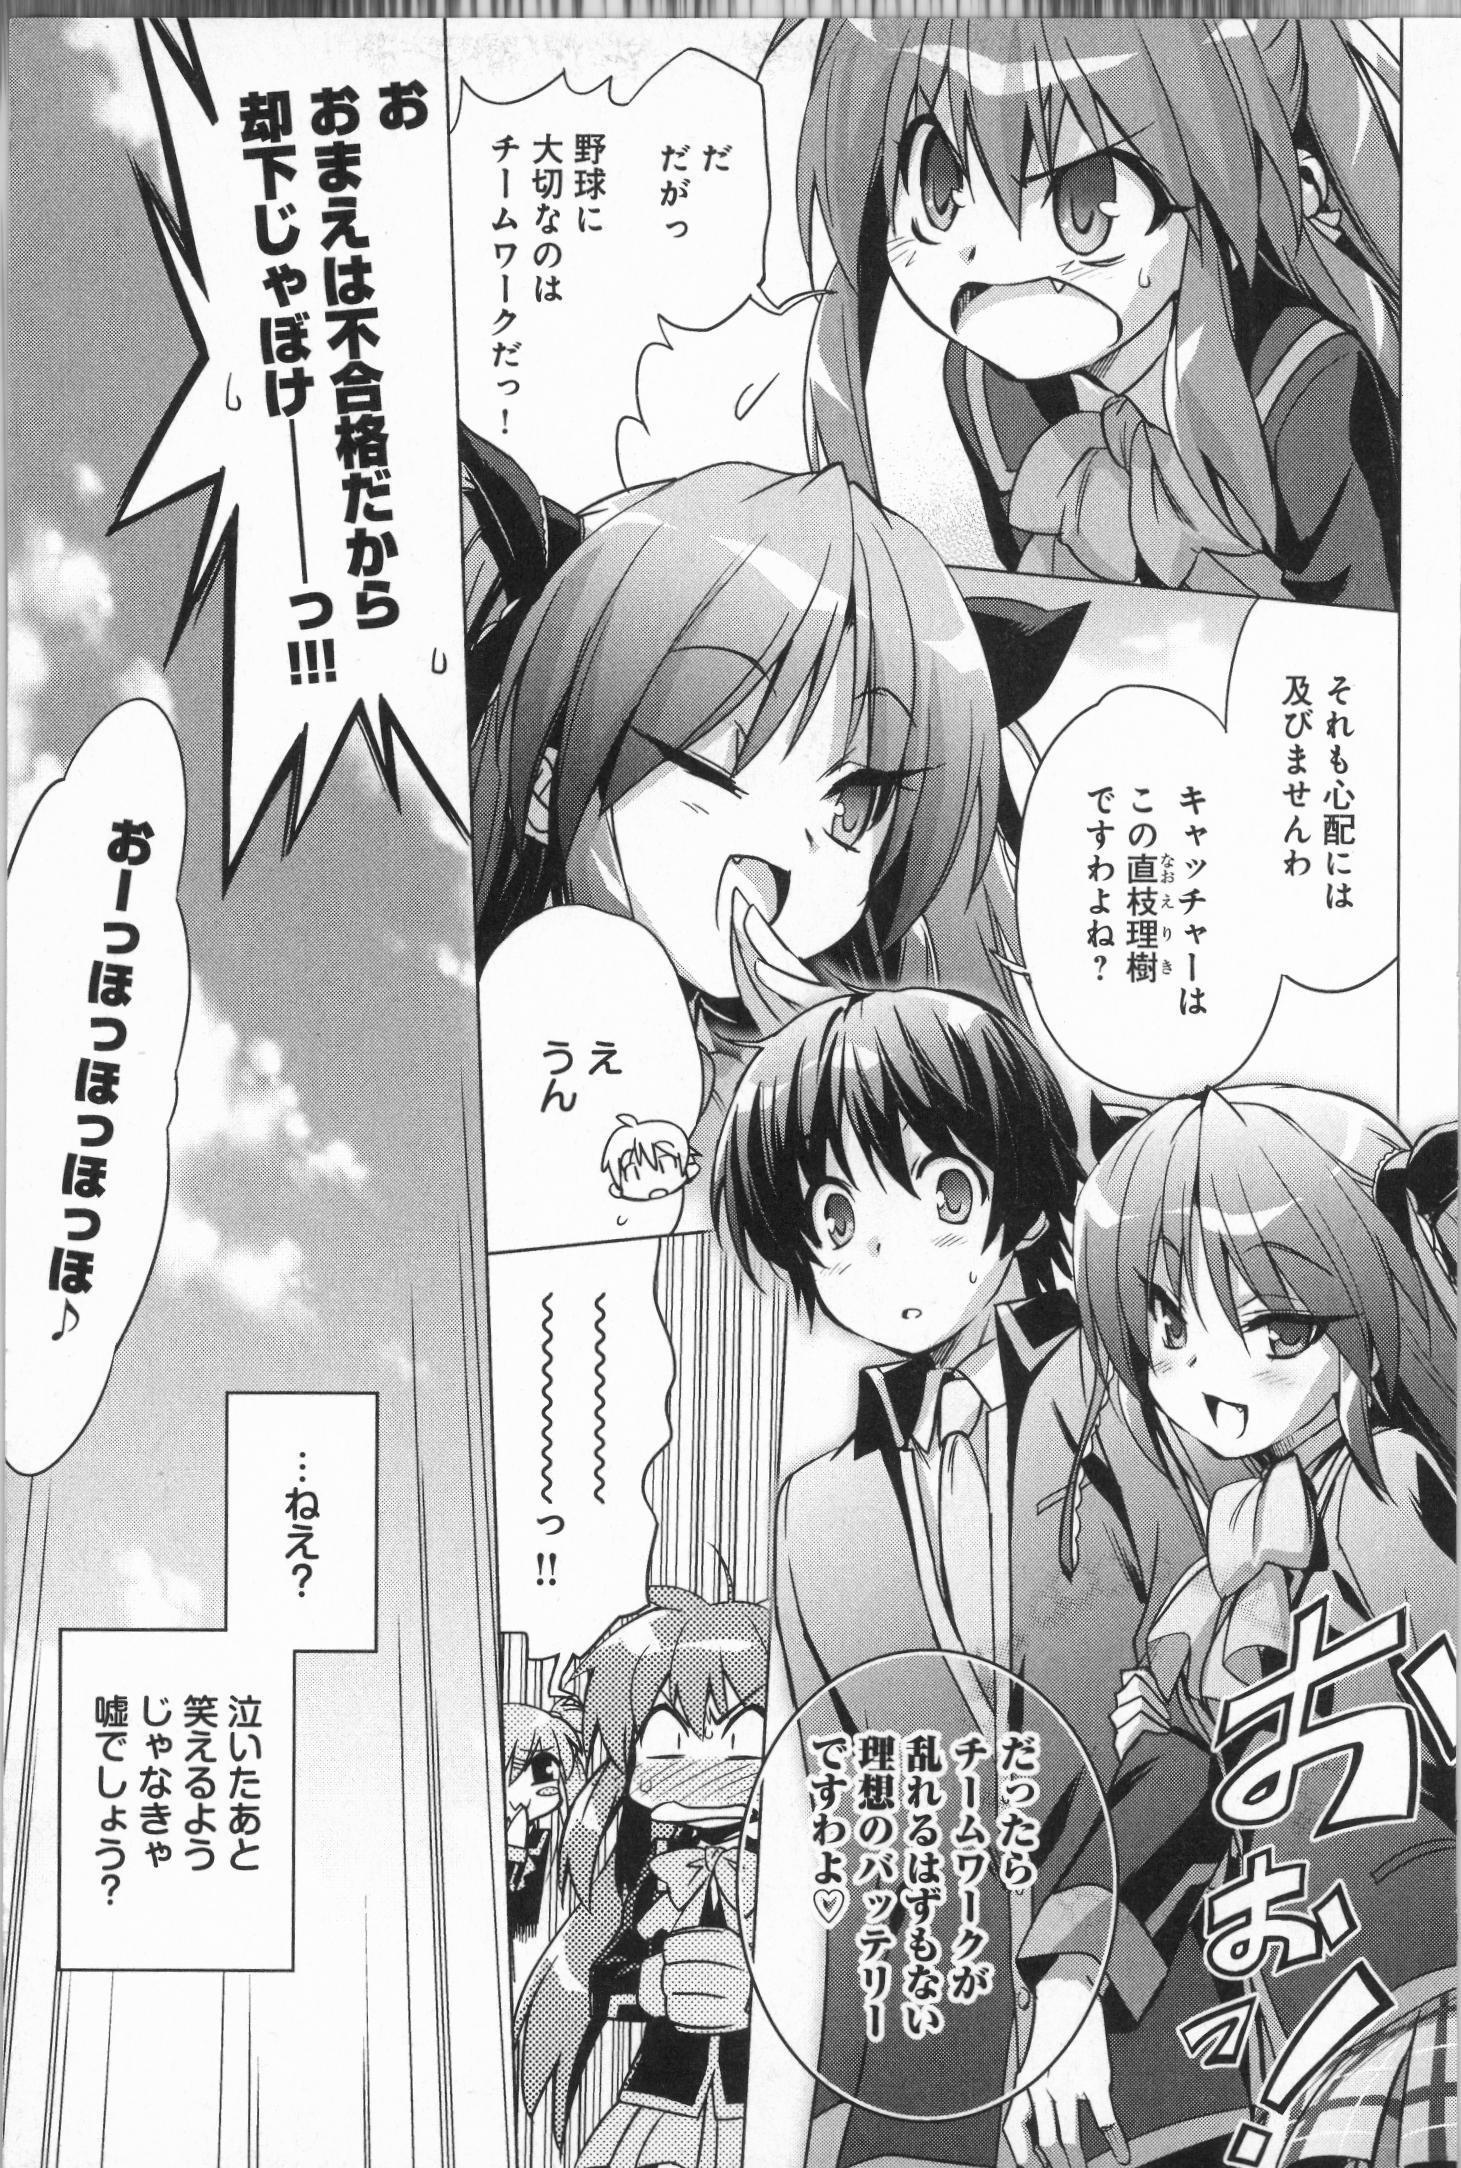 だ
だがっ
野球に
大切なのは
チームワークだっ！
それも心配には
及びませんわ
キャッチャーは
この直枝理樹
なおえりき
ですわよね？
え
うん
だったら
チームワークが
乱れるはずもない
理想のバッテリー
ですわよ♡
おぉっ！
〜〜〜〜〜
〜〜〜〜〜っ!!
お
おまえは不合格だから
却下じゃぼけ――――っ!!!
おーっほっほっほっほ♪
…ねえ？
泣いたあと
笑えるよう
じゃなきゃ
嘘でしょう？